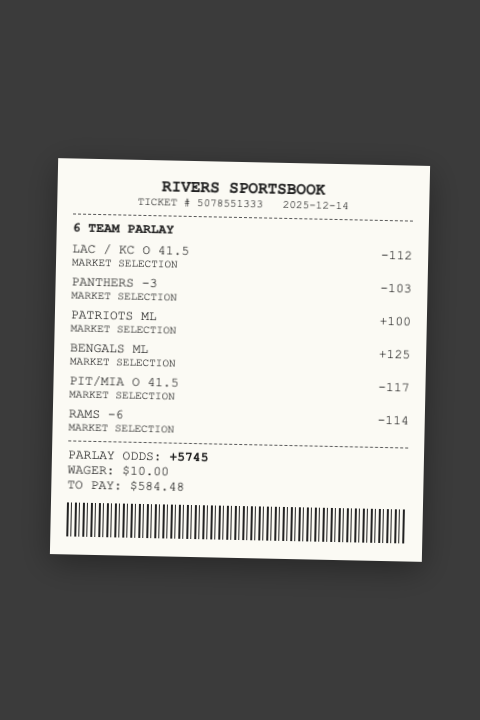 RIVERS SPORTSBOOK
TICKET # 5078551333 2025-12-14
6 TEAM PARLAY
LAC / KC O 41.5 -112
MARKET SELECTION
PANTHERS -3 -103
MARKET SELECTION
PATRIOTS ML +100
MARKET SELECTION
BENGALS ML +125
MARKET SELECTION
PIT/MIA O 41.5 -117
MARKET SELECTION
RAMS -6 -114
MARKET SELECTION
PARLAY ODDS: +5745
WAGER: $10.00
TO PAY: $584.48